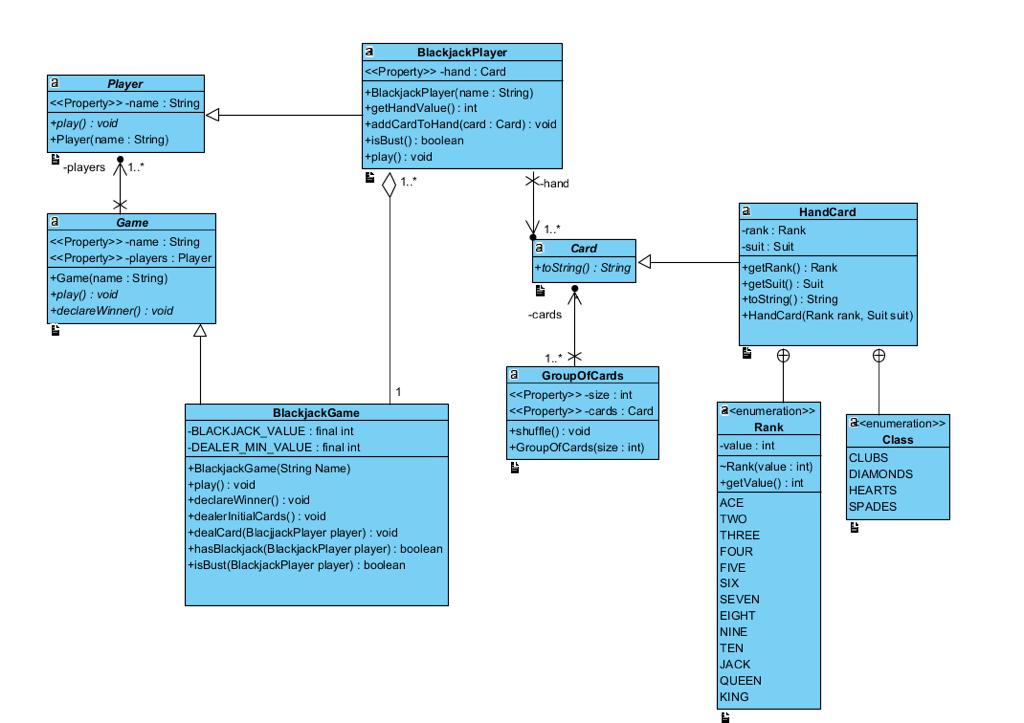 Player
<<Property>> -name : String
+play() : void
+Player(name : String)
-players
1..*
Game
<<Property>> -name : String
<<Property>> -players : Player
+Game(name : String)
+play() : void
+declareWinner() : void
BlackjackPlayer
<<Property>> -hand : Card
+BlackjackPlayer(name : String)
+getHandValue() : int
+addCardToHand(card : Card) : void
+isBust() : boolean
+play() : void
1..*
-hand
1..*
Card
+toString() : String
-cards
1..*
GroupOfCards
<<Property>> -size : int
<<Property>> -cards : Card
+shuffle() : void
+GroupOfCards(size : int)
HandCard
-rank : Rank
-suit : Suit
+getRank() : Rank
+getSuit() : Suit
+toString() : String
+HandCard(Rank rank, Suit suit)
1
BlackjackGame
-BLACKJACK_VALUE : final int
-DEALER_MIN_VALUE : final int
+BlackjackGame(String Name)
+play() : void
+declareWinner() : void
+dealerInitialCards() : void
+dealCard(BlacjjackPlayer player) : void
+hasBlackjack(BlackjackPlayer player) : boolean
+isBust(BlackjackPlayer player) : boolean
<<enumeration>>
Rank
-value : int
~Rank(value : int)
+getValue() : int
ACE
TWO
THREE
FOUR
FIVE
SIX
SEVEN
EIGHT
NINE
TEN
JACK
QUEEN
KING
<<enumeration>>
Class
CLUBS
DIAMONDS
HEARTS
SPADES